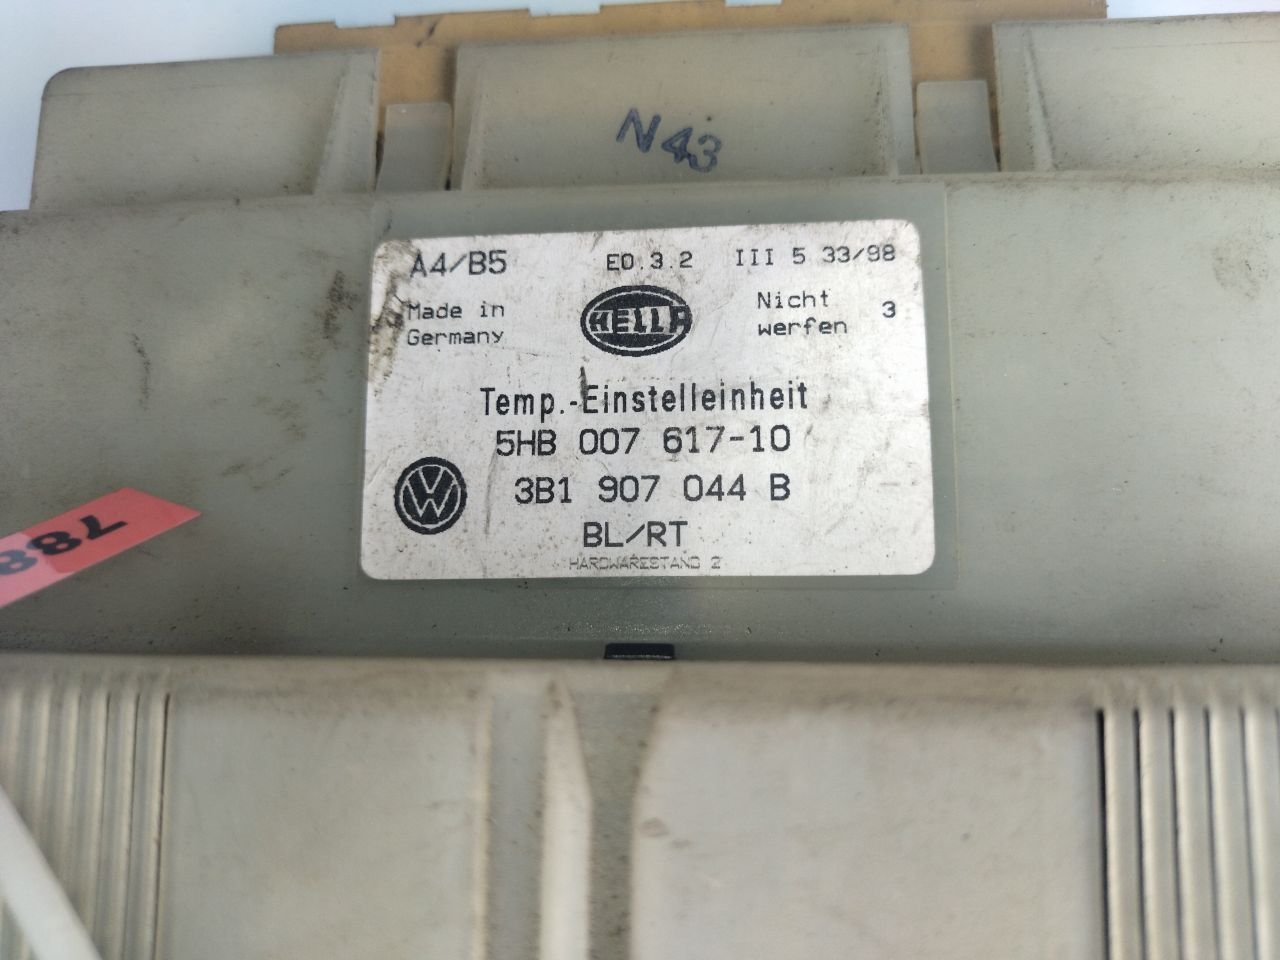 N43
A4/B5 E0.3.2 III 5 33/98
Made in Germany
HELLA
Nicht werfen 3
Temp.-Einstelleinheit
5HB 007 617-10
VW 3B1 907 044 B
BL/RT
HARDWARESTAND 2
788